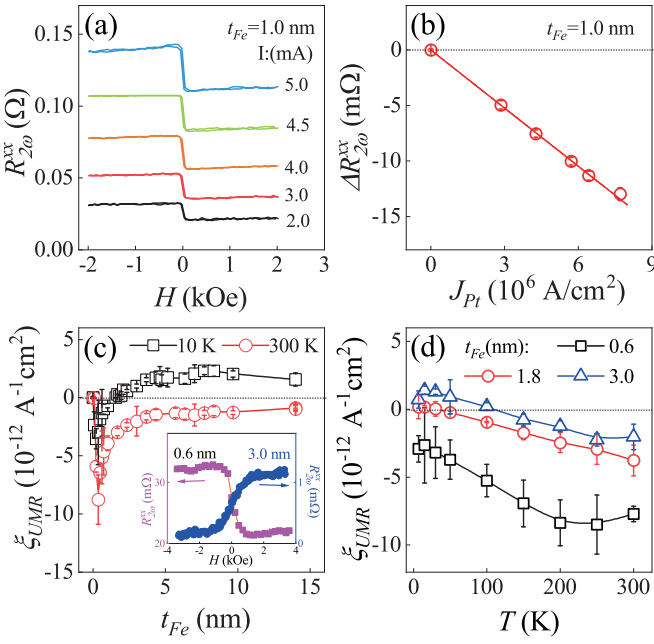 (a)
t_Fe=1.0 nm
I:(mA)
5.0
4.5
4.0
3.0
2.0
0.15
0.10
0.05
0.00
R^xx_2ω (Ω)
-2
-1
0
1
2
3
H (kOe)
(b)
t_Fe=1.0 nm
0
-5
-10
-15
ΔR^xx_2ω (mΩ)
0
3
6
J_Pt (10^6 A/cm^2)
(c)
10 K
300 K
5
0
-5
-10
-15
ξ_UMR (10^-12 A^-1cm^2)
0
5
10
15
t_Fe (nm)
0.6 nm
3.0 nm
30
20
R^xx_2ω (mΩ)
1
0
R^xx_2ω (mΩ)
-4
-2
0
2
4
H (kOe)
(d)
t_Fe(nm):
0.6
1.8
3.0
5
0
-5
-10
ξ_UMR (10^-12 A^-1cm^2)
0
100
200
300
T (K)